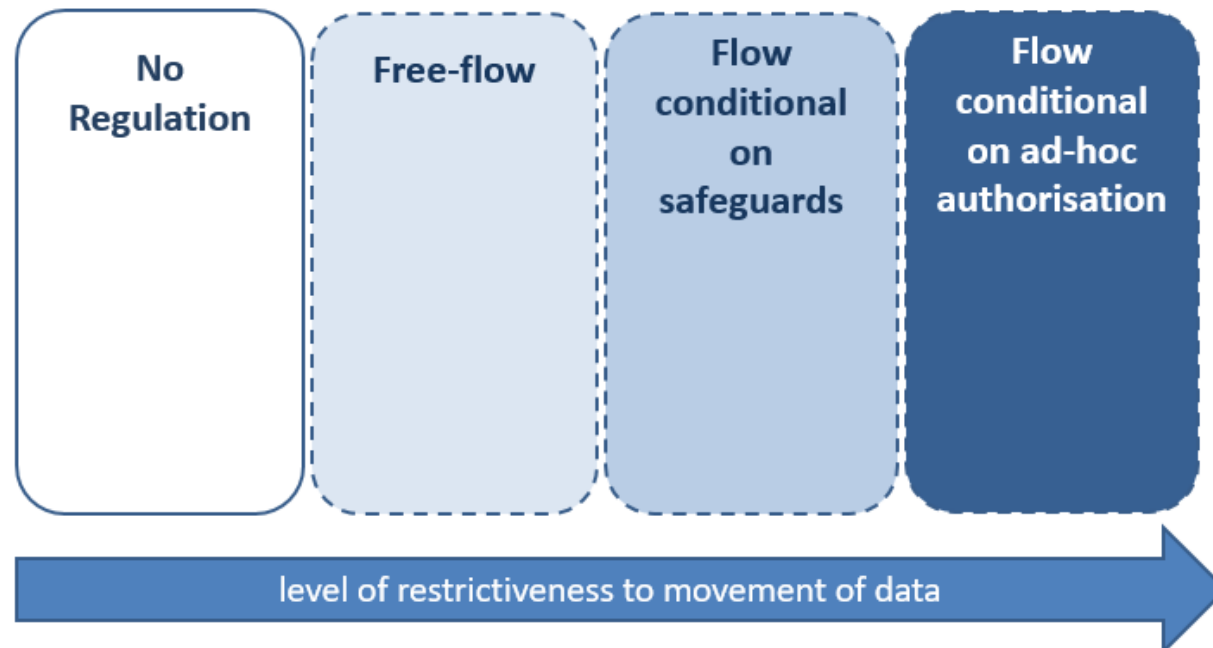 No
Regulation
Free-flow
Flow
conditional
on
safeguards
Flow
conditional
on ad-hoc
authorisation
level of restrictiveness to movement of data